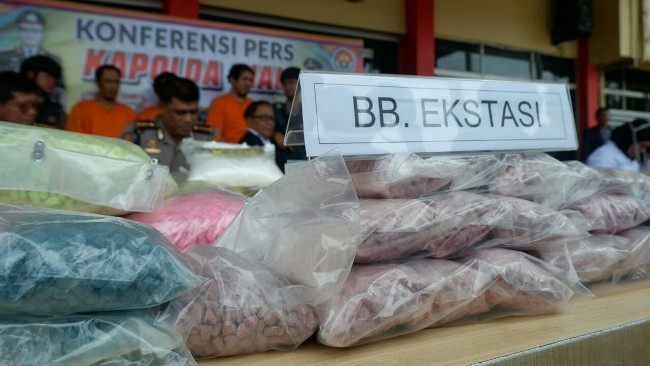 KONFERENSI PERS
KAPOLDA
BB. EKSTASI